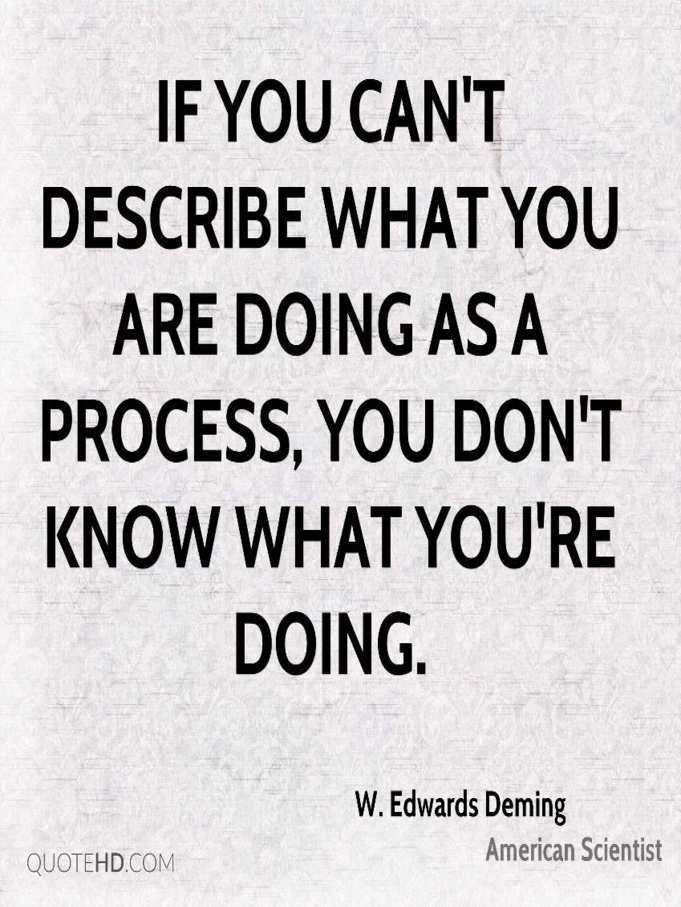 IF YOU CAN'T
DESCRIBE WHAT YOU
ARE DOING AS A
PROCESS, YOU DON'T
KNOW WHAT YOU'RE
DOING.
W. Edwards Deming
American Scientist
QUOTEHD.COM